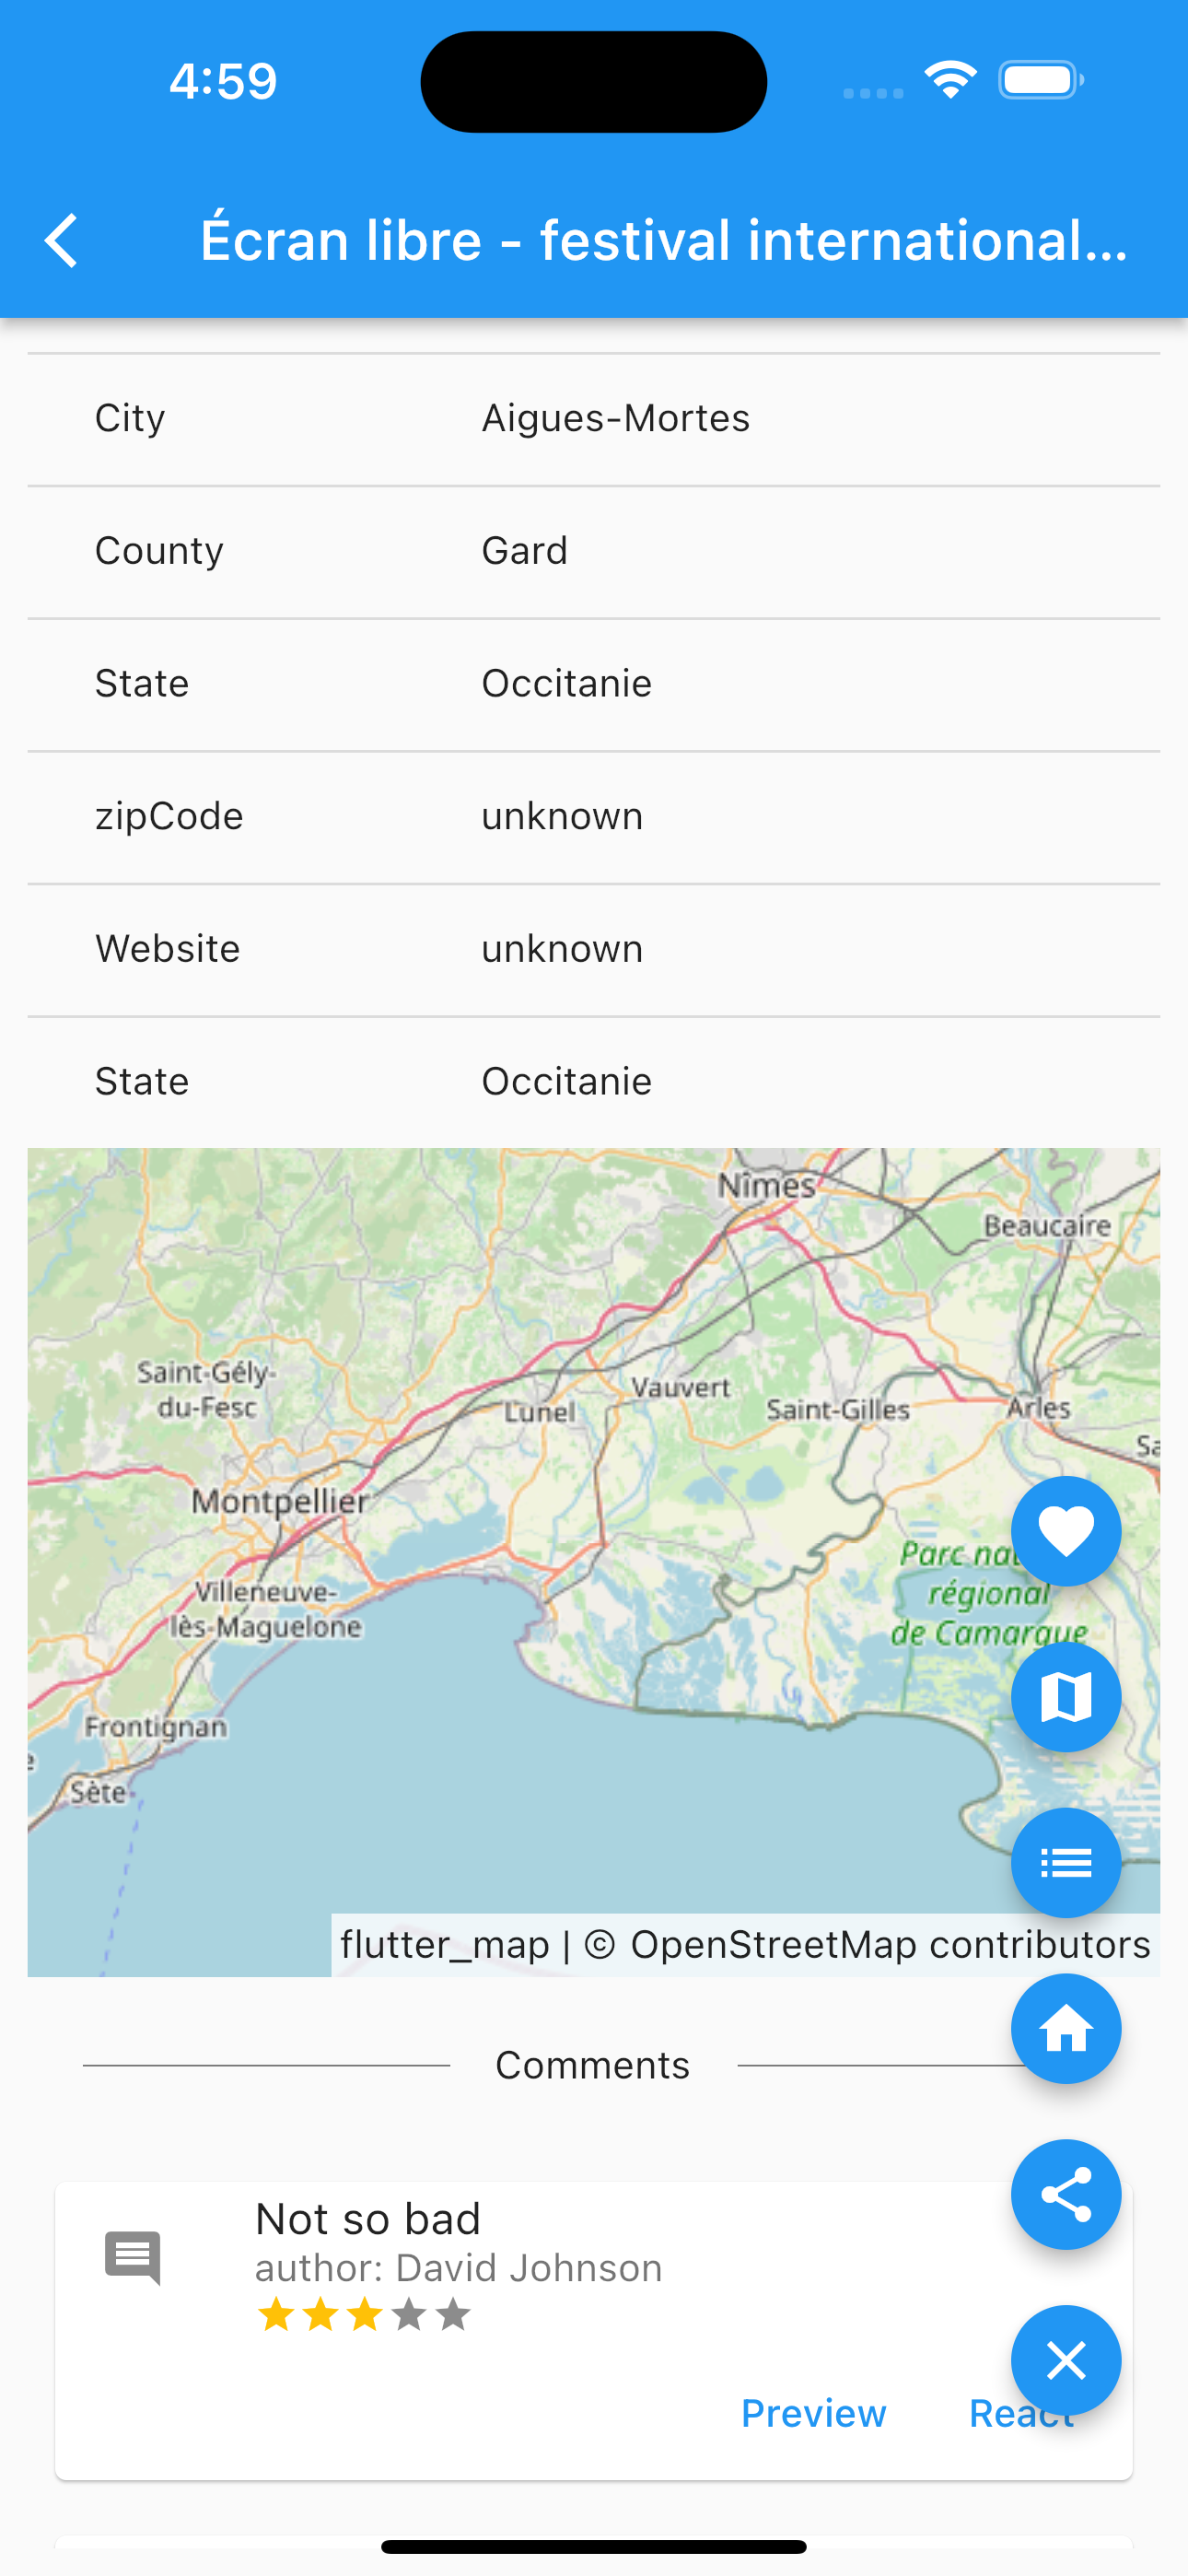 4:59
Écran libre - festival international...
City Aigues-Mortes
County Gard
State Occitanie
zipCode unknown
Website unknown
State Occitanie
Nîmes
Beaucaire
Saint-Gély-
du-Fesc
Vauvert
Lunel
Saint-Gilles
Arles
Montpellier
Parc
régional
de Camargue
Villeneuve-
lès-Maguelone
Frontignan
Sète
flutter_map | © OpenStreetMap contributors
Comments
Not so bad
author: David Johnson
Preview React